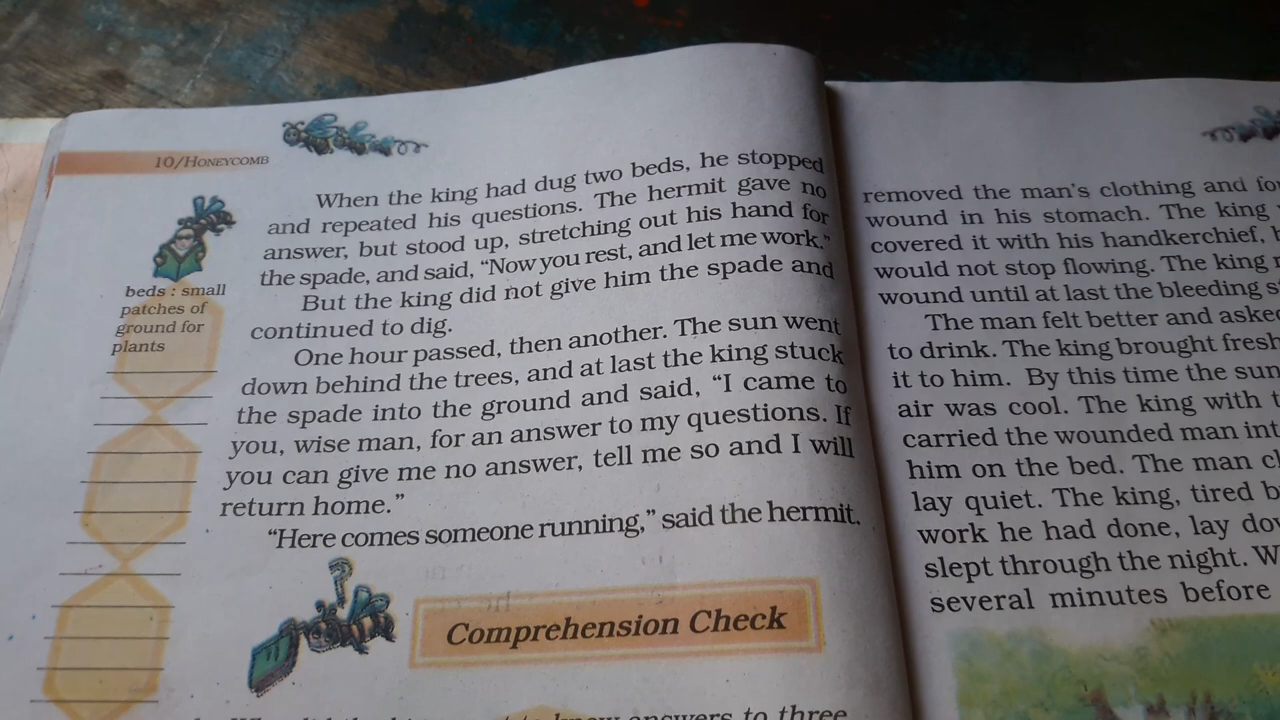 10/HONEYCOMB
When the king had dug two beds, he stopped
and repeated his questions. The hermit gave no
answer, but stood up, stretching out his hand for
the spade, and said, “Now you rest, and let me work.”
But the king did not give him the spade and
continued to dig.
One hour passed, then another. The sun went
down behind the trees, and at last the king stuck
the spade into the ground and said, “I came to
you, wise man, for an answer to my questions. If
you can give me no answer, tell me so and I will
return home.”
“Here comes someone running,” said the hermit.
beds : small
patches of
ground for
plants
Comprehension Check
answers to three
removed the man's clothing and
wound in his stomach. The king
covered it with his handkerchief,
would not stop flowing. The king
wound until at last the bleeding
The man felt better and asked
to drink. The king brought fresh
it to him. By this time the sun
air was cool. The king with
carried the wounded man
him on the bed. The man
lay quiet. The king, tired
work he had done, lay
slept through the night.
several minutes before